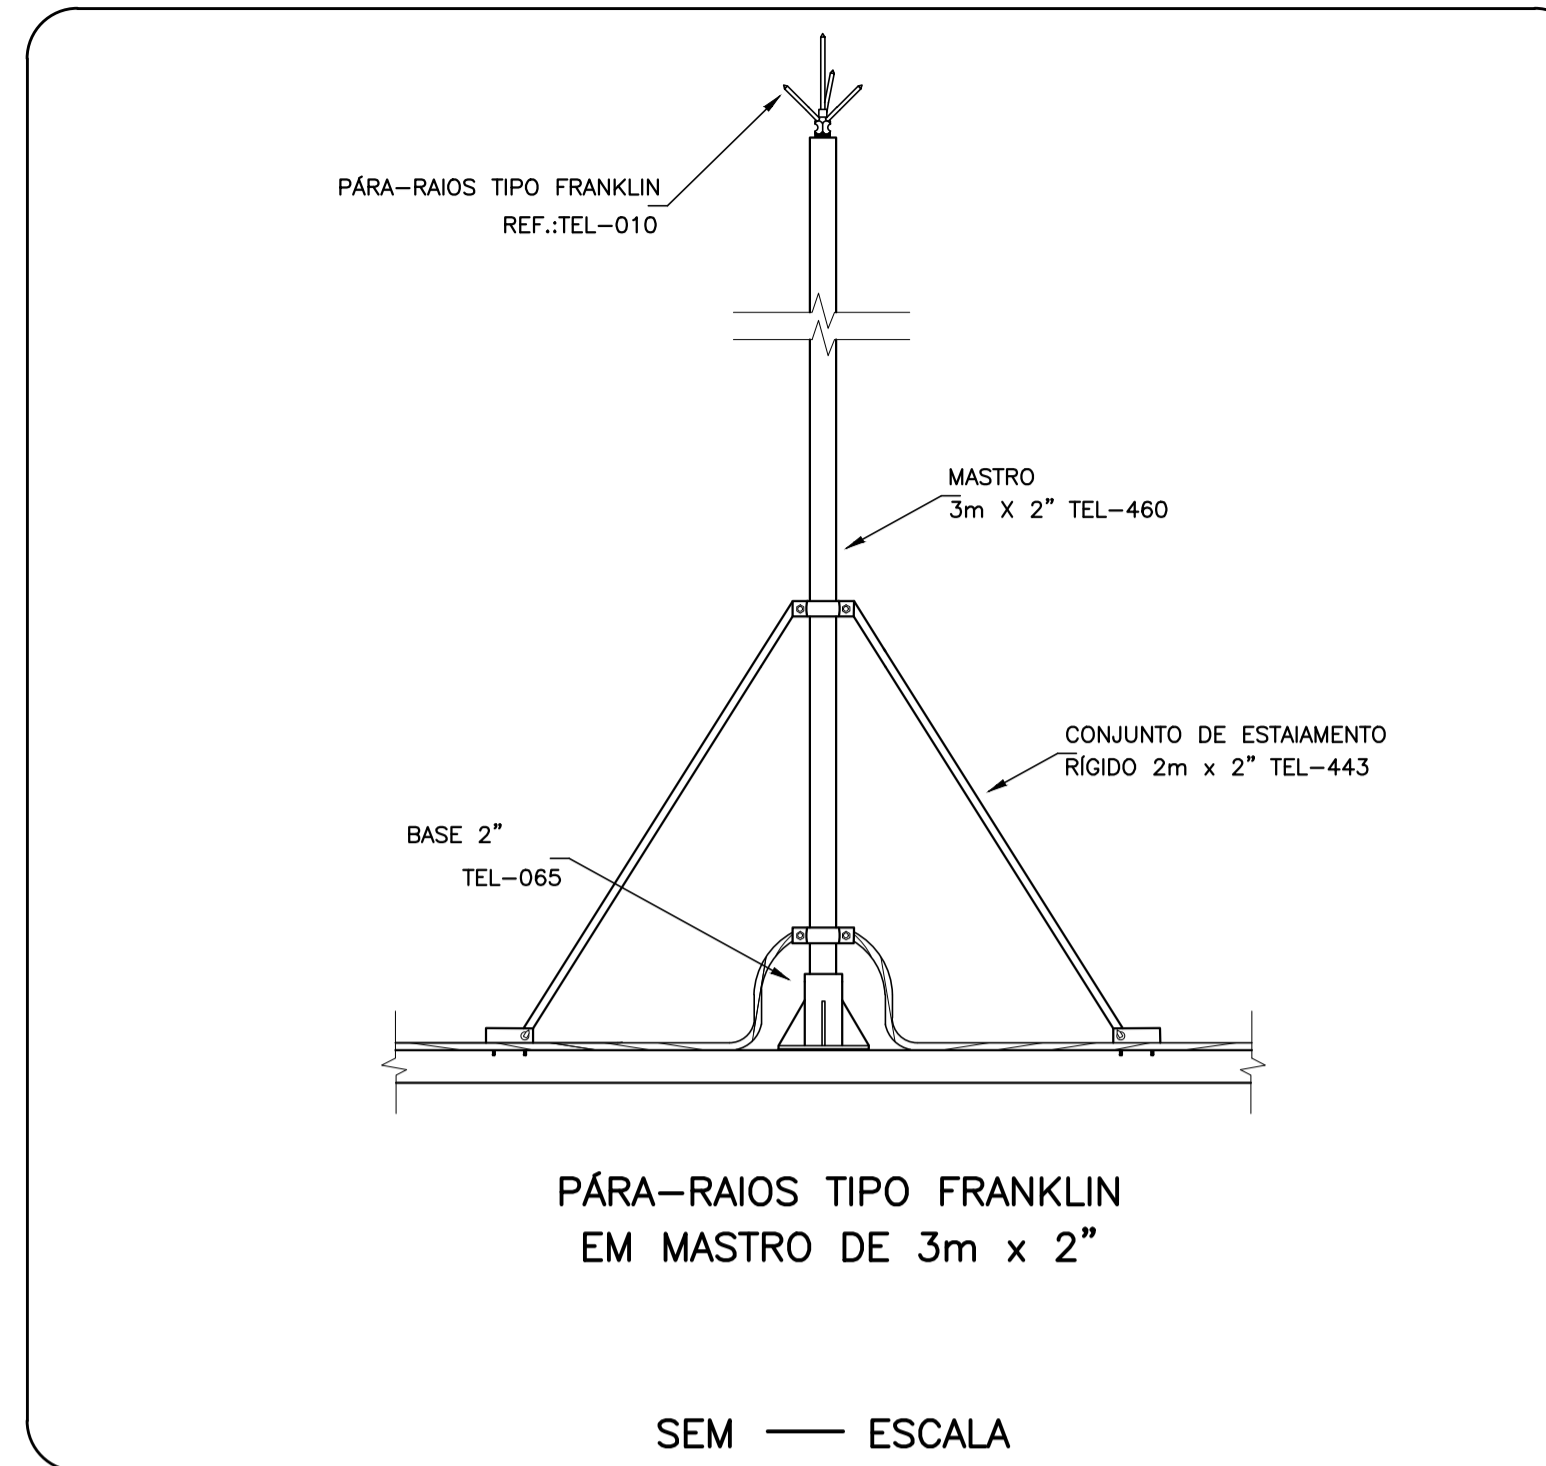 PÁRA-RAIOS TIPO FRANKLIN
REF.:TEL-010
MASTRO
3m X 2" TEL-460
CONJUNTO DE ESTAIAMENTO
RÍGIDO 2m x 2" TEL-443
BASE 2"
TEL-065
PÁRA-RAIOS TIPO FRANKLIN
EM MASTRO DE 3m x 2"
SEM — ESCALA